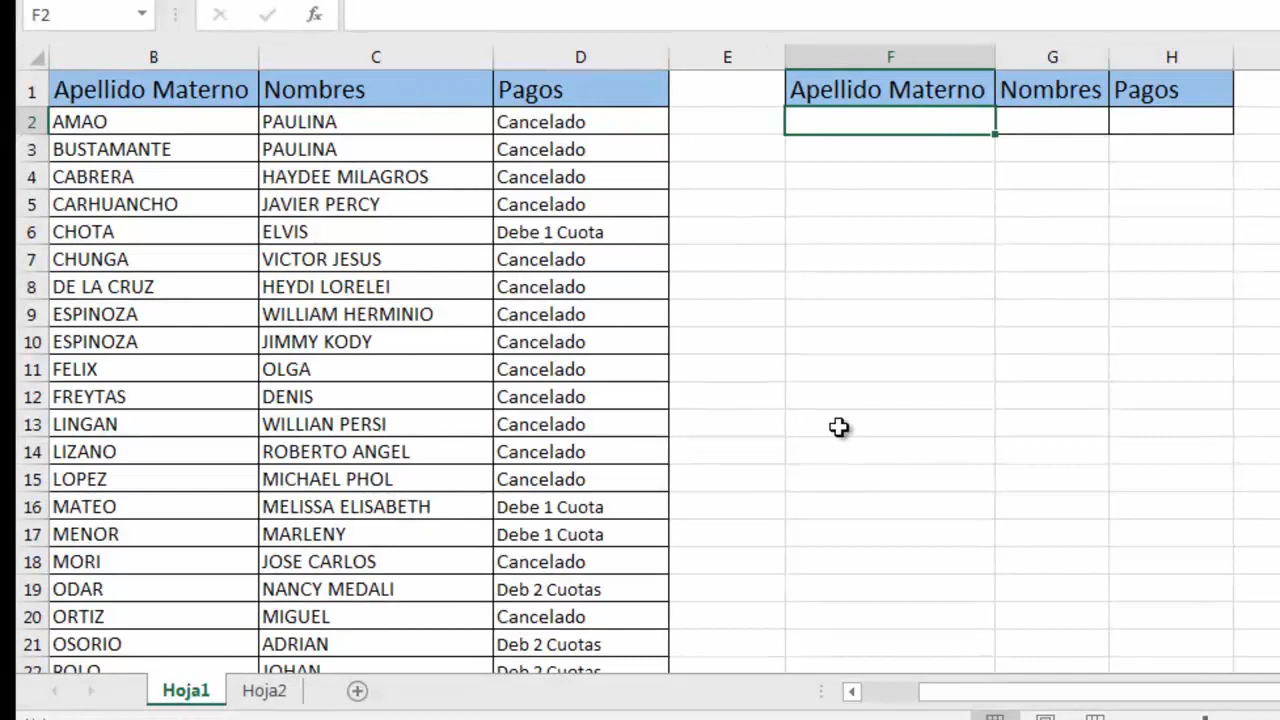 F2 fx
B C D E F G H
1 Apellido Materno Nombres Pagos Apellido Materno Nombres Pagos
2 AMAO PAULINA Cancelado
3 BUSTAMANTE PAULINA Cancelado
4 CABRERA HAYDEE MILAGROS Cancelado
5 CARHUANCHO JAVIER PERCY Cancelado
6 CHOTA ELVIS Debe 1 Cuota
7 CHUNGA VICTOR JESUS Cancelado
8 DE LA CRUZ HEYDI LORELEI Cancelado
9 ESPINOZA WILLIAM HERMINIO Cancelado
10 ESPINOZA JIMMY KODY Cancelado
11 FELIX OLGA Cancelado
12 FREYTAS DENIS Cancelado
13 LINGAN WILLIAN PERSI Cancelado
14 LIZANO ROBERTO ANGEL Cancelado
15 LOPEZ MICHAEL PHOL Cancelado
16 MATEO MELISSA ELISABETH Debe 1 Cuota
17 MENOR MARLENY Debe 1 Cuota
18 MORI JOSE CARLOS Cancelado
19 ODAR NANCY MEDALI Deb 2 Cuotas
20 ORTIZ MIGUEL Cancelado
21 OSORIO ADRIAN Deb 2 Cuotas
22 JOHAN Deb 2 Cuotas
Hoja1 Hoja2